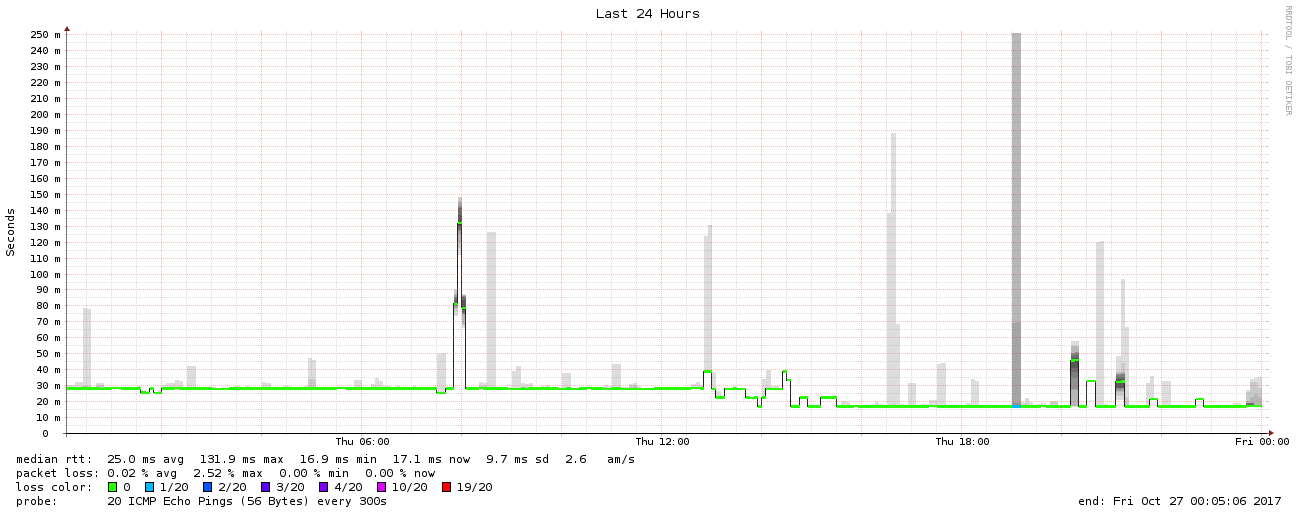 Last 24 Hours
RRDTOOL / TOBI OETIKER
Seconds
250 m
240 m
230 m
220 m
210 m
200 m
190 m
180 m
170 m
160 m
150 m
140 m
130 m
120 m
110 m
100 m
90 m
80 m
70 m
60 m
50 m
40 m
30 m
20 m
10 m
0
Thu 06:00 Thu 12:00 Thu 18:00 Fri 00:00
median rtt: 25.0 ms avg 131.9 ms max 16.9 ms min 17.1 ms now 9.7 ms sd 2.6 am/s
packet loss: 0.02 % avg 2.52 % max 0.00 % min 0.00 % now
loss color: 0 1/20 2/20 3/20 4/20 10/20 19/20
probe: 20 ICMP Echo Pings (56 Bytes) every 300s end: Fri Oct 27 00:05:06 2017